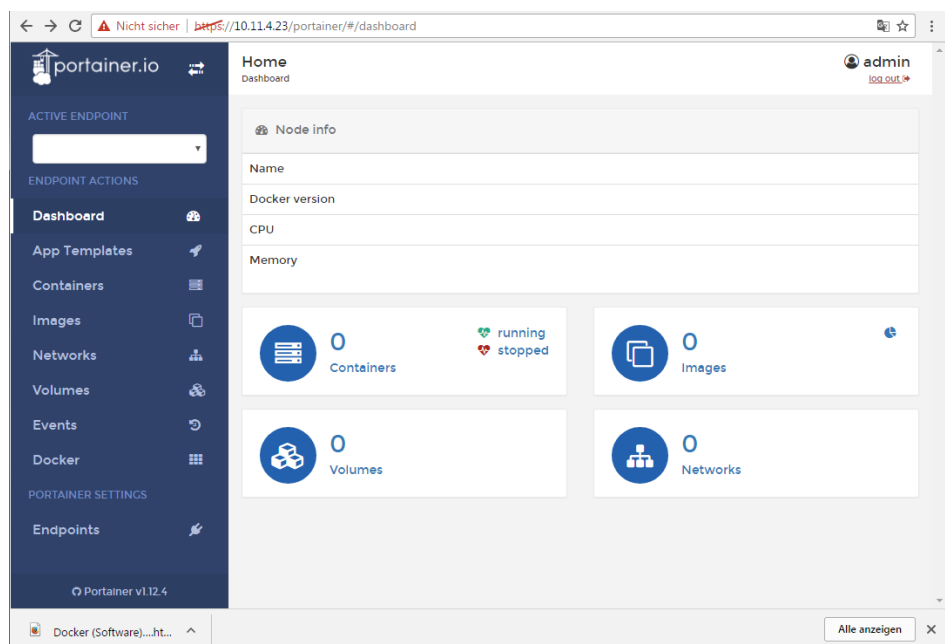 Nicht sicher | https://10.11.4.23/portainer/#/dashboard
portainer.io
Home
Dashboard
admin
log out
ACTIVE ENDPOINT
ENDPOINT ACTIONS
Dashboard
App Templates
Containers
Images
Networks
Volumes
Events
Docker
PORTAINER SETTINGS
Endpoints
Portainer v1.12.4
Node info
Name
Docker version
CPU
Memory
0
Containers
running
stopped
0
Images
0
Volumes
0
Networks
Docker (Software)....ht...
Alle anzeigen